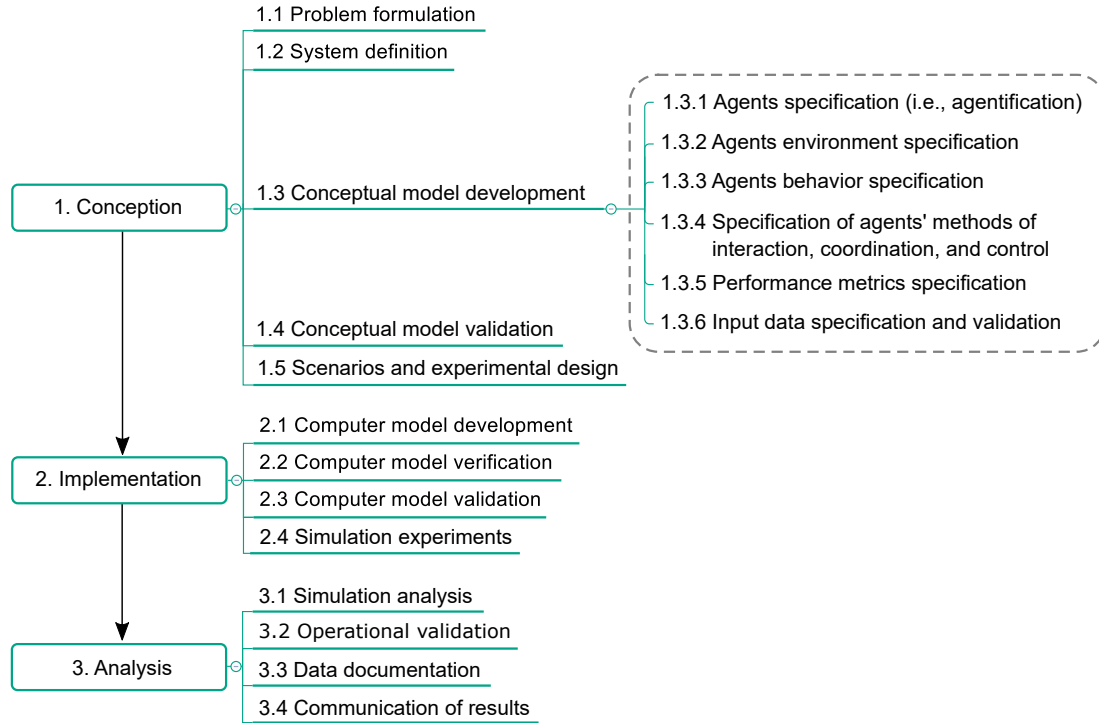 1. Conception
1.1 Problem formulation
1.2 System definition
1.3 Conceptual model development
1.3.1 Agents specification (i.e., agentification)
1.3.2 Agents environment specification
1.3.3 Agents behavior specification
1.3.4 Specification of agents' methods of
interaction, coordination, and control
1.3.5 Performance metrics specification
1.3.6 Input data specification and validation
1.4 Conceptual model validation
1.5 Scenarios and experimental design
2. Implementation
2.1 Computer model development
2.2 Computer model verification
2.3 Computer model validation
2.4 Simulation experiments
3. Analysis
3.1 Simulation analysis
3.2 Operational validation
3.3 Data documentation
3.4 Communication of results